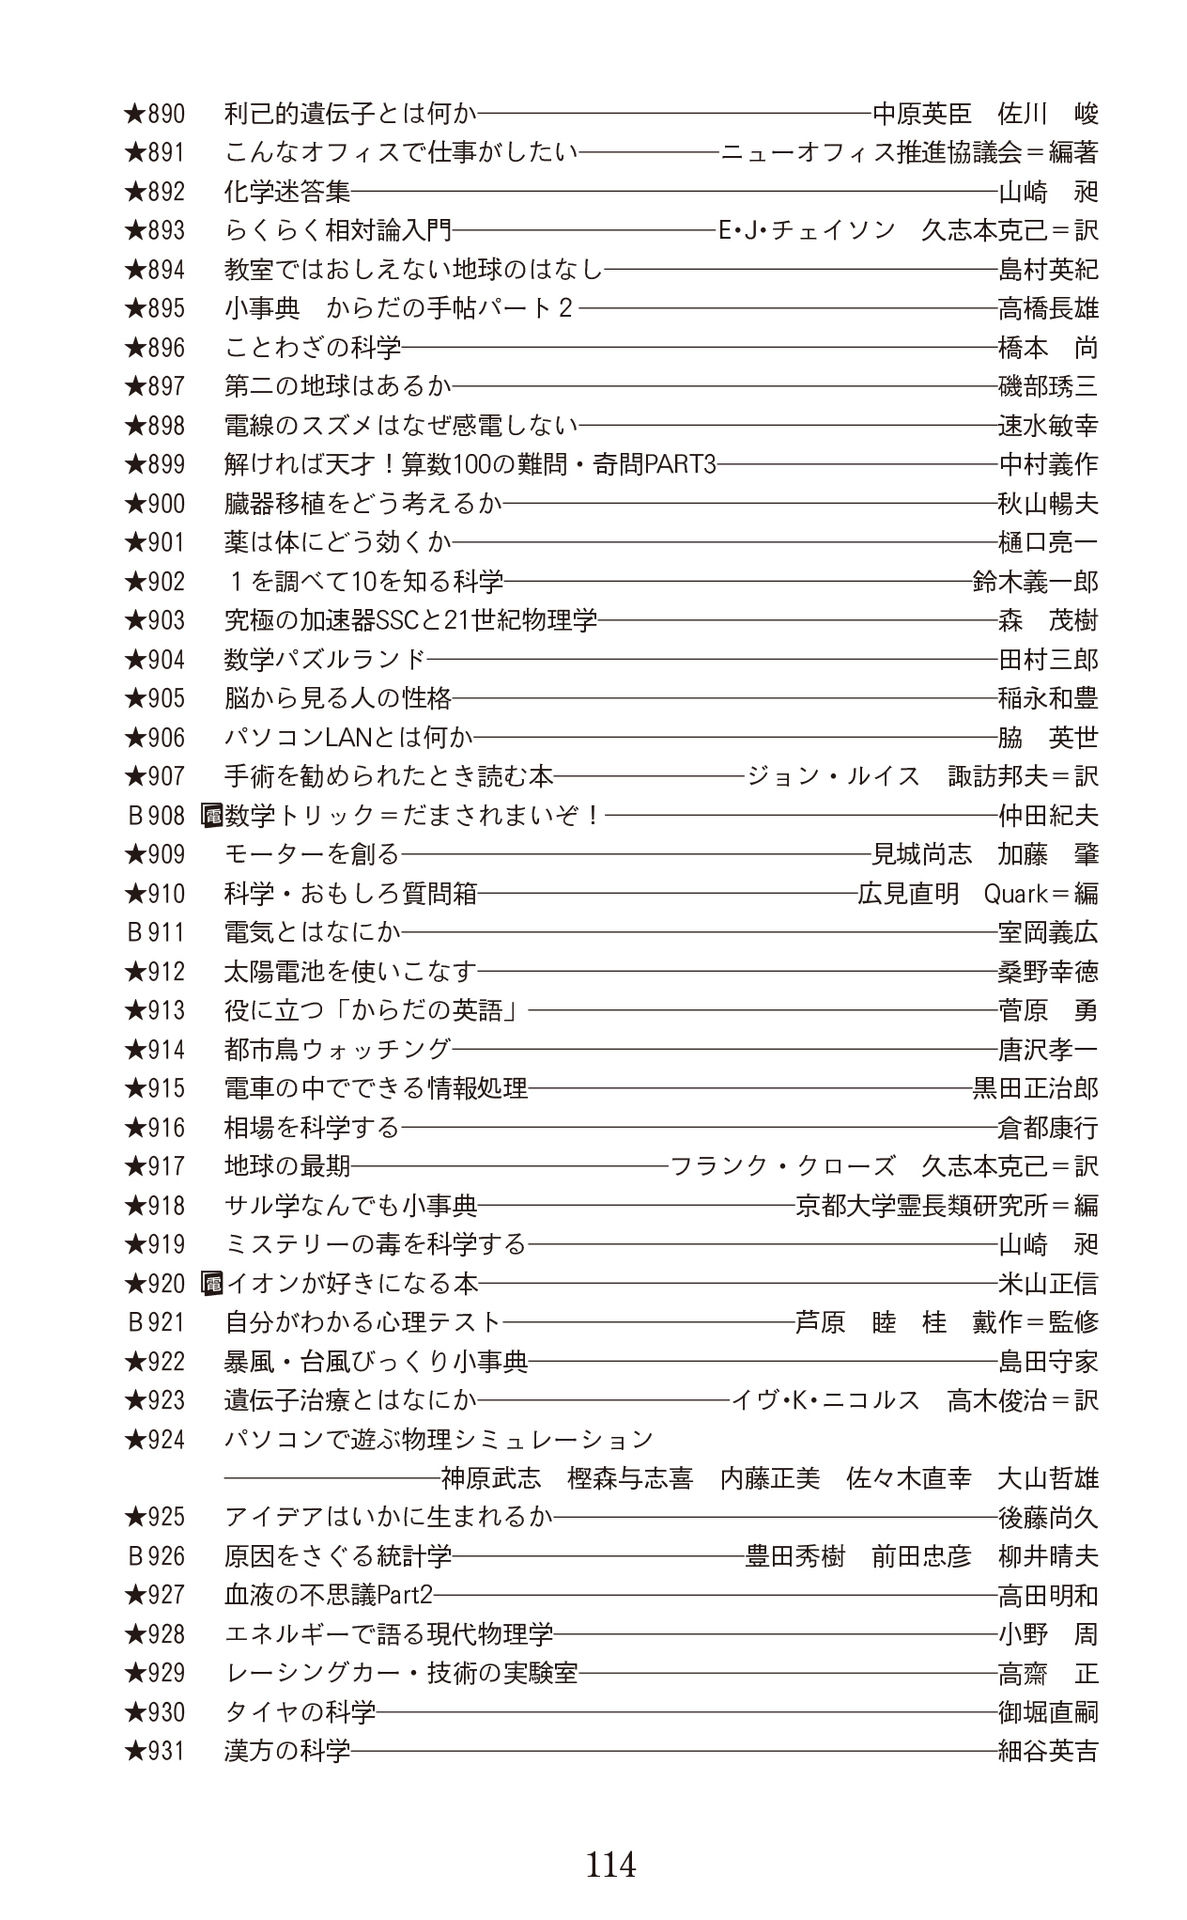 ★890 利己的遺伝子とは何か――中原英臣　佐川　峻
★891 こんなオフィスで仕事がしたい――ニューオフィス推進協議会＝編著
★892 化学迷答集――山崎　昶
★893 らくらく相対論入門――E・J・チェイソン　久志本克己＝訳
★894 教室ではおしえない地球のはなし――島村英紀
★895 小事典　からだの手帖パート２――高橋長雄
★896 ことわざの科学――橋本　尚
★897 第二の地球はあるか――磯部琇三
★898 電線のスズメはなぜ感電しない――速水敏幸
★899 解ければ天才！算数100の難問・奇問PART3――中村義作
★900 臓器移植をどう考えるか――秋山暢夫
★901 薬は体にどう効くか――樋口亮一
★902 １を調べて10を知る科学――鈴木義一郎
★903 究極の加速器SSCと21世紀物理学――森　茂樹
★904 数学パズルランド――田村三郎
★905 脳から見る人の性格――稲永和豊
★906 パソコンLANとは何か――脇　英世
★907 手術を勧められたとき読む本――ジョン・ルイス　諏訪邦夫＝訳
B908 電数学トリック＝だまされまいぞ！――仲田紀夫
★909 モーターを創る――見城尚志　加藤　肇
★910 科学・おもしろ質問箱――広見直明　Quark＝編
B911 電気とはなにか――室岡義広
★912 太陽電池を使いこなす――桑野幸徳
★913 役に立つ「からだの英語」――菅原　勇
★914 都市鳥ウォッチング――唐沢孝一
★915 電車の中でできる情報処理――黒田正治郎
★916 相場を科学する――倉都康行
★917 地球の最期――フランク・クローズ　久志本克己＝訳
★918 サル学なんでも小事典――京都大学霊長類研究所＝編
★919 ミステリーの毒を科学する――山崎　昶
★920 電イオンが好きになる本――米山正信
B921 自分がわかる心理テスト――芦原　睦　桂　戴作＝監修
★922 暴風・台風びっくり小事典――島田守家
★923 遺伝子治療とはなにか――イヴ・K・ニコルス　高木俊治＝訳
★924 パソコンで遊ぶ物理シミュレーション
――神原武志　樫森与志喜　内藤正美　佐々木直幸　大山哲雄
★925 アイデアはいかに生まれるか――後藤尚久
B926 原因をさぐる統計学――豊田秀樹　前田忠彦　柳井晴夫
★927 血液の不思議Part2――高田明和
★928 エネルギーで語る現代物理学――小野　周
★929 レーシングカー・技術の実験室――高齋　正
★930 タイヤの科学――御堀直嗣
★931 漢方の科学――細谷英吉
114